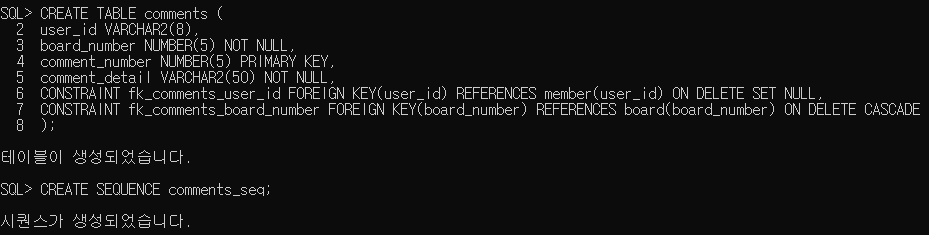 SQL> CREATE TABLE comments (
  2  user_id VARCHAR2(8),
  3  board_number NUMBER(5) NOT NULL,
  4  comment_number NUMBER(5) PRIMARY KEY,
  5  comment_detail VARCHAR2(50) NOT NULL,
  6  CONSTRAINT fk_comments_user_id FOREIGN KEY(user_id) REFERENCES member(user_id) ON DELETE SET NULL,
  7  CONSTRAINT fk_comments_board_number FOREIGN KEY(board_number) REFERENCES board(board_number) ON DELETE CASCADE
  8  );
테이블이 생성되었습니다.
SQL> CREATE SEQUENCE comments_seq;
시퀀스가 생성되었습니다.